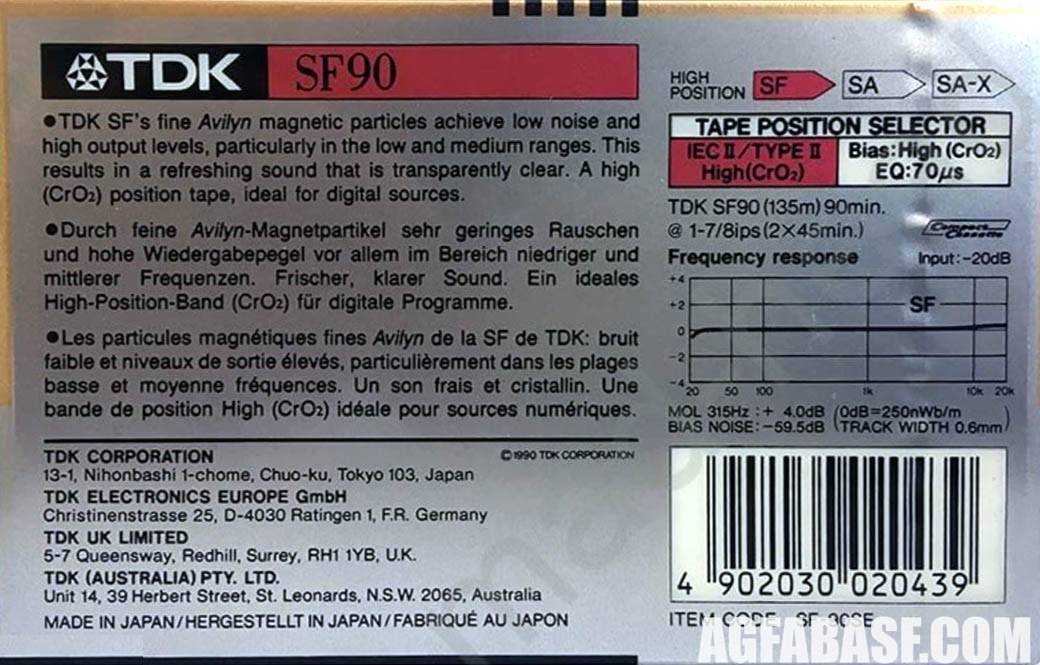 TDK SF90
●TDK SF's fine Avilyn magnetic particles achieve low noise and
high output levels, particularly in the low and medium ranges. This
results in a refreshing sound that is transparently clear. A high
(CrO2) position tape, ideal for digital sources.
●Durch feine Avilyn-Magnetpartikel sehr geringes Rauschen
und hohe Wiedergabepegel vor allem im Bereich niedriger und
mittlerer Frequenzen. Frischer, klarer Sound. Ein ideales
High-Position-Band (CrO2) für digitale Programme.
●Les particules magnétiques fines Avilyn de la SF de TDK: bruit
faible et niveaux de sortie élevés, particulièrement dans les plages
basse et moyenne fréquences. Un son frais et cristallin. Une
bande de position High (CrO2) idéale pour sources numériques.
TDK CORPORATION
©1990 TDK CORPORATION
13-1, Nihonbashi 1-chome, Chuo-ku, Tokyo 103, Japan
TDK ELECTRONICS EUROPE GmbH
Christinenstrasse 25, D-4030 Ratingen 1, F.R. Germany
TDK UK LIMITED
5-7 Queensway, Redhill, Surrey, RH1 1YB, U.K.
TDK (AUSTRALIA) PTY. LTD.
Unit 14, 39 Herbert Street, St. Leonards, N.S.W. 2065, Australia
MADE IN JAPAN/HERGESTELLT IN JAPAN/FABRIQUÉ AU JAPON
HIGH
POSITION SF SA SA-X
TAPE POSITION SELECTOR
IEC II/TYPE II Bias:High (CrO2)
High(CrO2) EQ:70µs
TDK SF90 (135m) 90min.
@ 1-7/8ips (2×45min.)
Compact Cassette
Frequency response Input:-20dB
+4
+2
SF
0
-2
-4
20 50 100 1k 10k 20k
MOL 315Hz :+ 4.0dB (0dB=250nWb/m
BIAS NOISE:-59.5dB TRACK WIDTH 0.6mm)
4 902030 020439
ITEM CODE SF-90SE
AGFABASE.COM